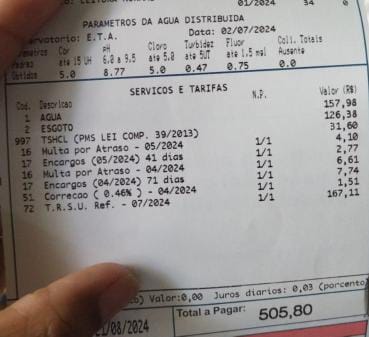 01/2024 34 0
PARAMETROS DA AGUA DISTRIBUIDA
E.T.A. Data: 02/07/2024
Cor pH Cloro Turbidez Fluor Coli. Totais
até 15 UH 6.0 a 9.5 até 5.0 até 5UT até 1.5 mgl Ausente
Obtidos 5.0 8.77 5.0 0.47 0.75 0.0
SERVICOS E TARIFAS
Cod. Descricao N.P. Valor (R$)
1 AGUA 157,98
2 ESGOTO 126,38
997 TSHCL (PMS LEI COMP. 39/2013) 31,60
16 Multa por Atraso - 05/2024 1/1 4,10
17 Encargos (05/2024) 41 dias 1/1 2,77
16 Multa por Atraso - 04/2024 1/1 6,61
17 Encargos (04/2024) 71 dias 1/1 7,74
51 Correcao ( 0.46%) - 04/2024 1/1 1,51
72 T.R.S.U. Ref. - 07/2024 1/1 167,11
Valor:0,00 Juros diarios: 0,03 (porcento
/08/2024 Total a Pagar: 505,80